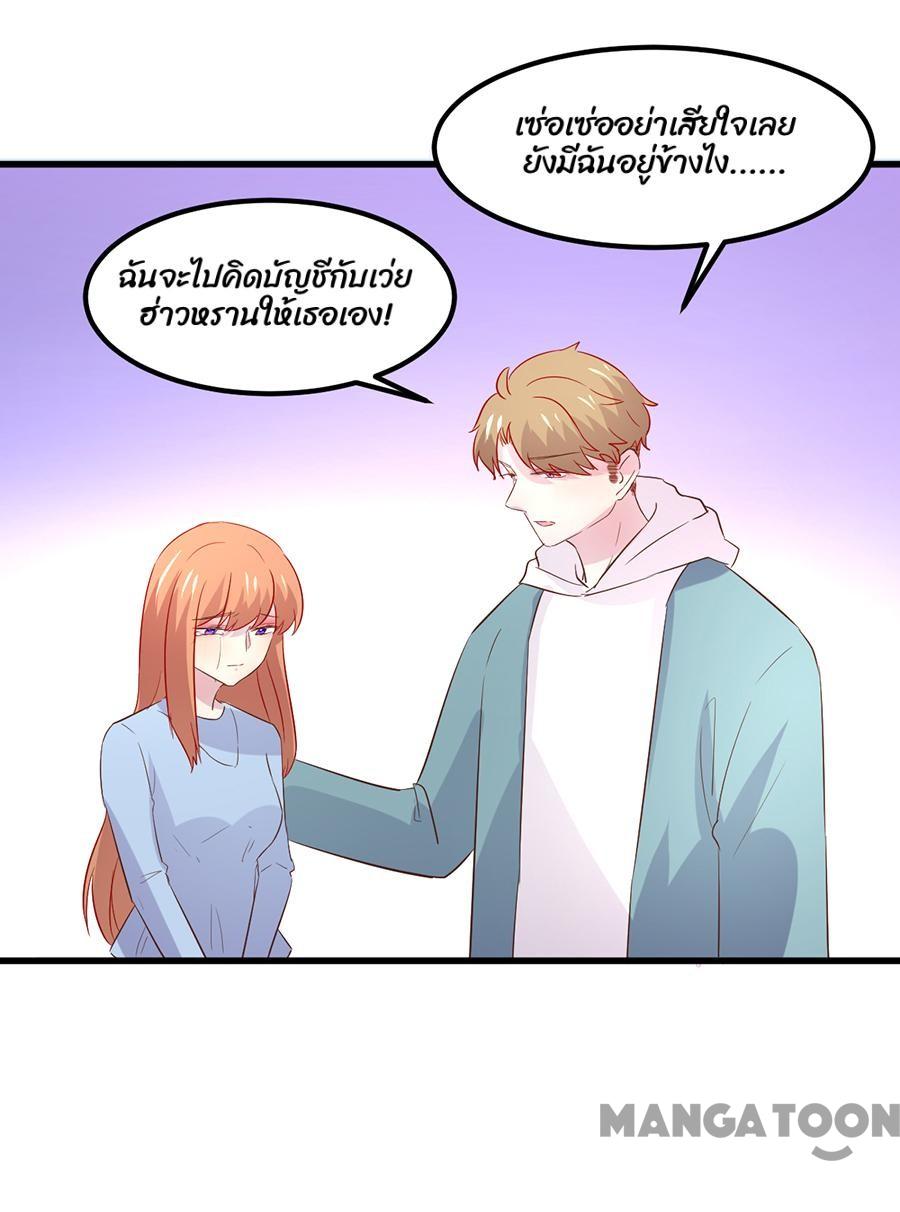 เซ่อเซ่ออย่าเสียใจเลย
ยังมีฉันอยู่ข้างไง......
ฉันจะไปคิดบัญชีกับเว่ย
ฮ่าวหรานให้เธอเอง!
MANGATOON